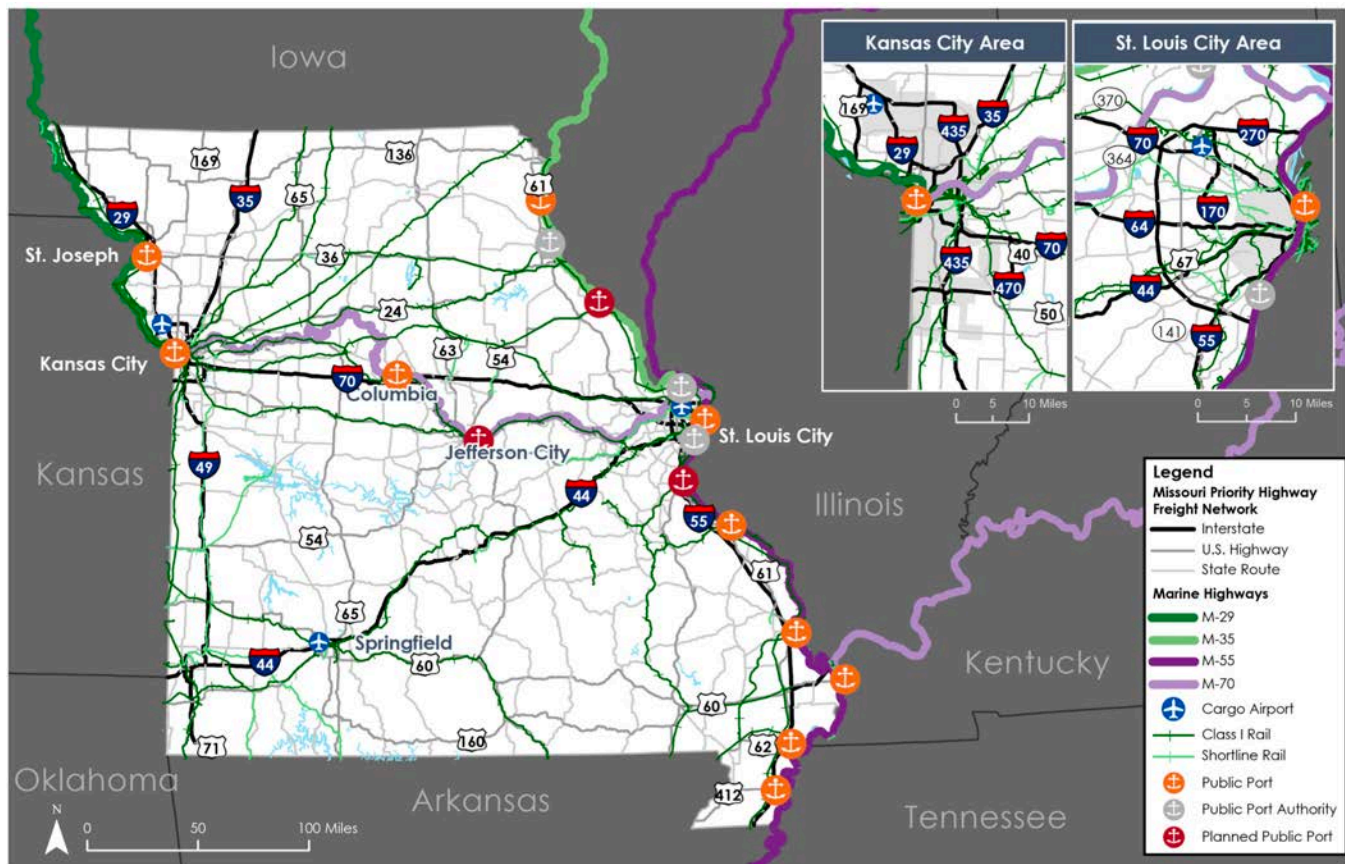 Iowa
Kansas City Area
St. Louis City Area
169
435
35
29
435
40
70
470
50
0 5 10 Miles
370
70
270
364
64
170
67
44
141
55
0 5 10 Miles
169
136
61
29
35
65
St. Joseph
36
24
Kansas City
63
54
70
Columbia
St. Louis City
Jefferson City
Kansas
49
44
Illinois
55
54
61
65
Springfield
44
60
Kentucky
60
71
160
62
Oklahoma
Arkansas
412
Tennessee
N
0 50 100 Miles
Legend
Missouri Priority Highway
Freight Network
Interstate
U.S. Highway
State Route
Marine Highways
M-29
M-35
M-55
M-70
Cargo Airport
Class I Rail
Shortline Rail
Public Port
Public Port Authority
Planned Public Port